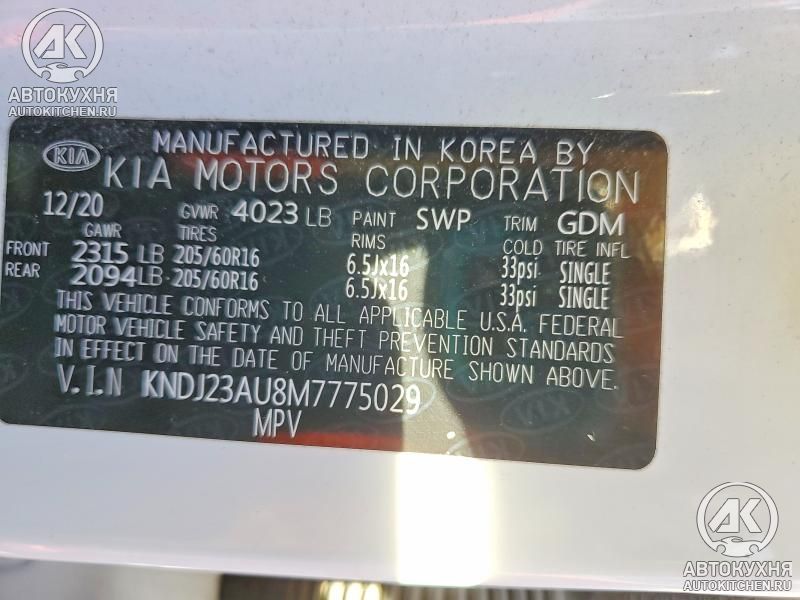 АК
АВТОКУХНЯ
AUTOKITCHEN.RU
MANUFACTURED IN KOREA BY
KIA KIA MOTORS CORPORATION
12/20 GVWR 4023 LB PAINT SWP TRIM GDM
GAWR TIRES RIMS COLD TIRE INFL
FRONT 2315 LB 205/60R16 6.5Jx16 33psi SINGLE
REAR 2094LB 205/60R16 6.5Jx16 33psi SINGLE
THIS VEHICLE CONFORMS TO ALL APPLICABLE U.S.A. FEDERAL
MOTOR VEHICLE SAFETY AND THEFT PREVENTION STANDARDS
IN EFFECT ON THE DATE OF MANUFACTURE SHOWN ABOVE.
V.I.N KNDJ23AU8M7775029
MPV
АК
АВТОКУХНЯ
AUTOKITCHEN.RU